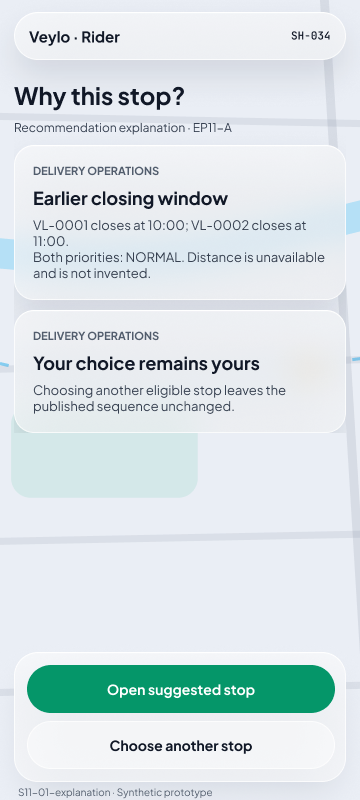 Veylo · Rider
SH-034
Why this stop?
Recommendation explanation · EP11-A
DELIVERY OPERATIONS
Earlier closing window
VL-0001 closes at 10:00; VL-0002 closes at
11:00.
Both priorities: NORMAL. Distance is unavailable
and is not invented.
DELIVERY OPERATIONS
Your choice remains yours
Choosing another eligible stop leaves the
published sequence unchanged.
Open suggested stop
Choose another stop
S11-01-explanation · Synthetic prototype